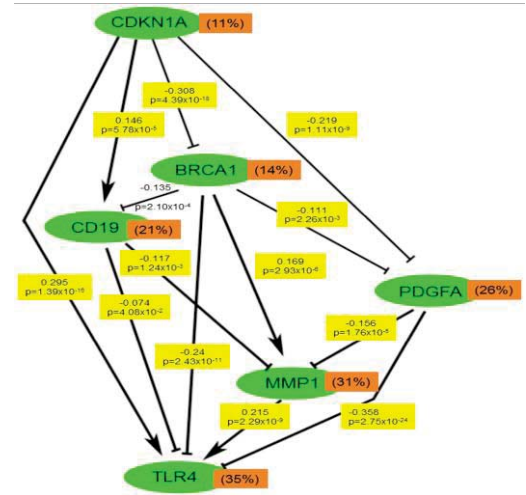 CDKN1A (11%)
-0.308
p=4.39x10⁻¹⁸
0.146
p=5.78x10⁻⁵
-0.219
p=1.11x10⁻⁹
BRCA1 (14%)
-0.135
p=2.10x10⁻⁴
-0.111
p=2.26x10⁻³
CD19 (21%)
-0.117
p=1.24x10⁻³
0.169
p=2.93x10⁻⁶
0.295
p=1.39x10⁻¹⁵
-0.074
p=4.08x10⁻²
PDGFA (26%)
-0.156
p=1.76x10⁻⁵
-0.24
p=2.43x10⁻¹¹
MMP1 (31%)
0.215
p=2.29x10⁻⁹
-0.358
p=2.75x10⁻²⁴
TLR4 (35%)